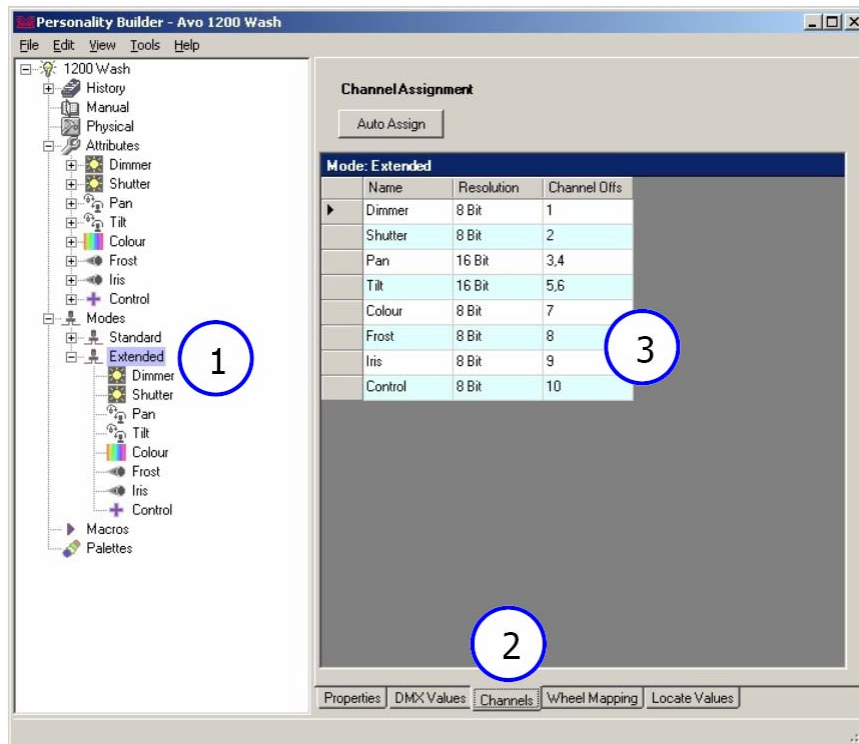 Personality Builder - Avo 1200 Wash
File Edit View Tools Help
1200 Wash
History
Manual
Physical
Attributes
Dimmer
Shutter
Pan
Tilt
Colour
Frost
Iris
Control
Modes
Standard
Extended
Dimmer
Shutter
Pan
Tilt
Colour
Frost
Iris
Control
Macros
Palettes
1
Channel Assignment
Auto Assign
Mode: Extended
Name Resolution Channel Offs
Dimmer 8 Bit 1
Shutter 8 Bit 2
Pan 16 Bit 3,4
Tilt 16 Bit 5,6
Colour 8 Bit 7
Frost 8 Bit 8
Iris 8 Bit 9
Control 8 Bit 10
3
2
Properties DMX Values Channels Wheel Mapping Locate Values